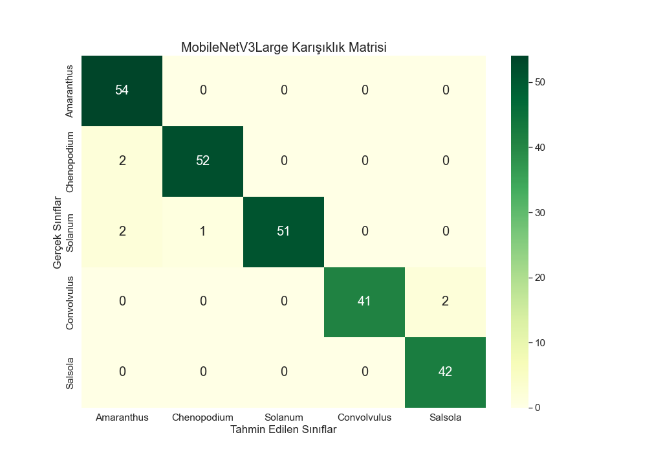 MobileNetV3Large Karışıklık Matrisi
Gerçek Sınıflar
Amaranthus 54 0 0 0 0
Chenopodium 2 52 0 0 0
Solanum 2 1 51 0 0
Convolvulus 0 0 0 41 2
Salsola 0 0 0 0 42
Amaranthus Chenopodium Solanum Convolvulus Salsola
Tahmin Edilen Sınıflar
50
40
30
20
10
0